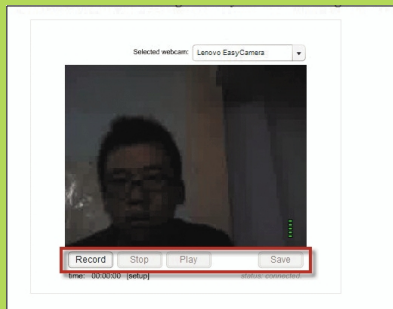 Selected webcam: Lenovo EasyCamera
Record Stop Play Save
time: 00:00:00 [setup] status: connected.